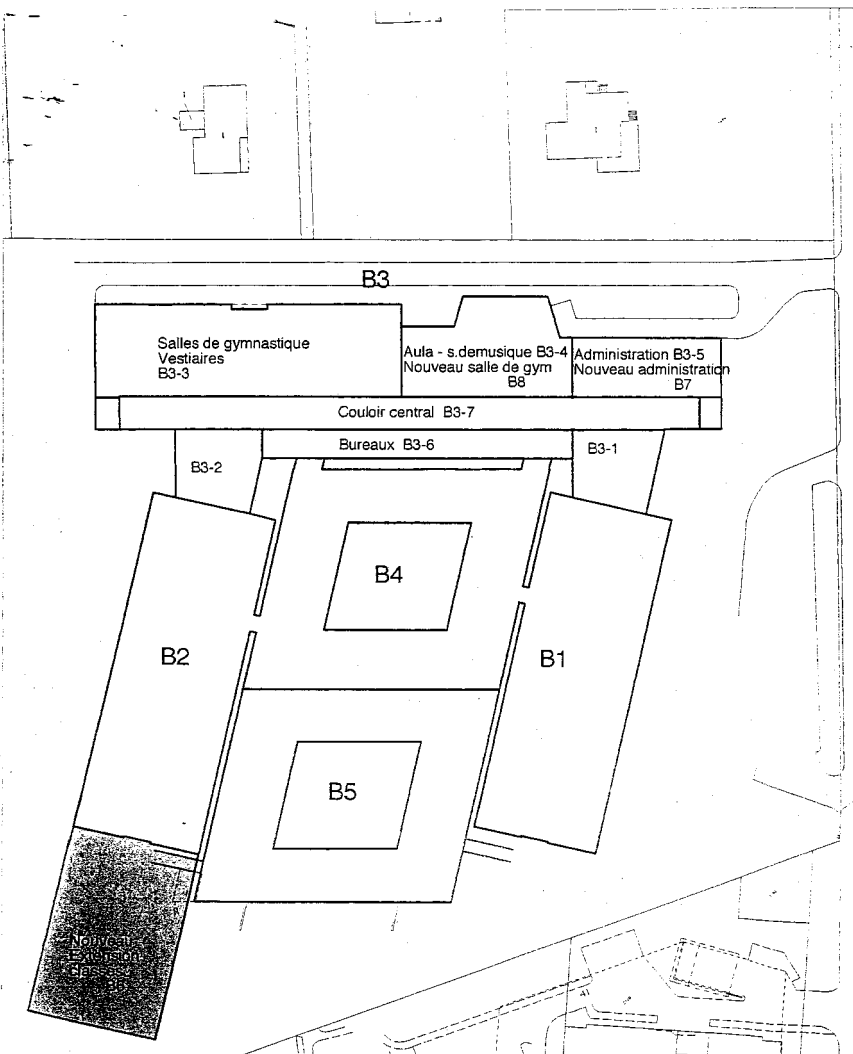 B3
Salles de gymnastique
Vestiaires
B3-3
Aula - s.demusique B3-4
Nouveau salle de gym
B8
Administration B3-5
Nouveau administration
B7
Couloir central B3-7
Bureaux B3-6
B3-2
B3-1
B4
B2
B1
B5
Nouveau
Extension